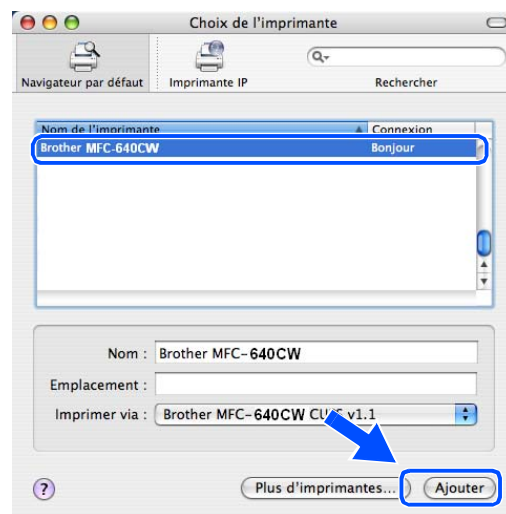 Choix de l'imprimante
Navigateur par défaut Imprimante IP Rechercher
Nom de l'imprimante Connexion
Brother MFC-640CW Bonjour
Nom : Brother MFC-640CW
Emplacement :
Imprimer via : Brother MFC-640CW v1.1
? Plus d'imprimantes... Ajouter